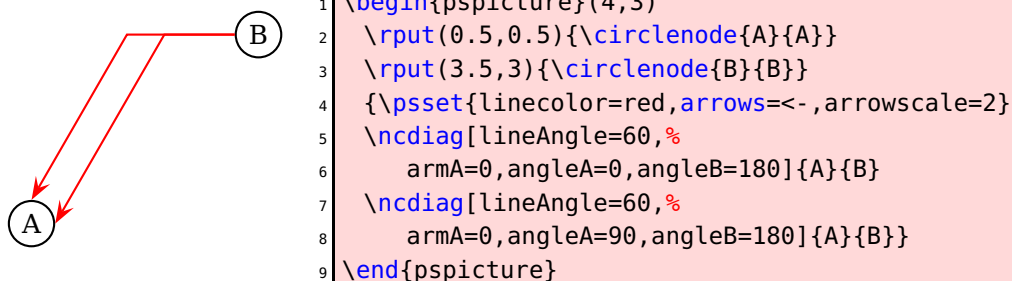 B
A
1 \begin{pspicture}(4,3)
2 \rput(0.5,0.5){\circlenode{A}{A}}
3 \rput(3.5,3){\circlenode{B}{B}}
4 {\psset{linecolor=red,arrows=<-,arrowscale=2}
5 \ncdiag[lineAngle=60,%
6 armA=0,angleA=0,angleB=180]{A}{B}
7 \ncdiag[lineAngle=60,%
8 armA=0,angleA=90,angleB=180]{A}{B}}
9 \end{pspicture}